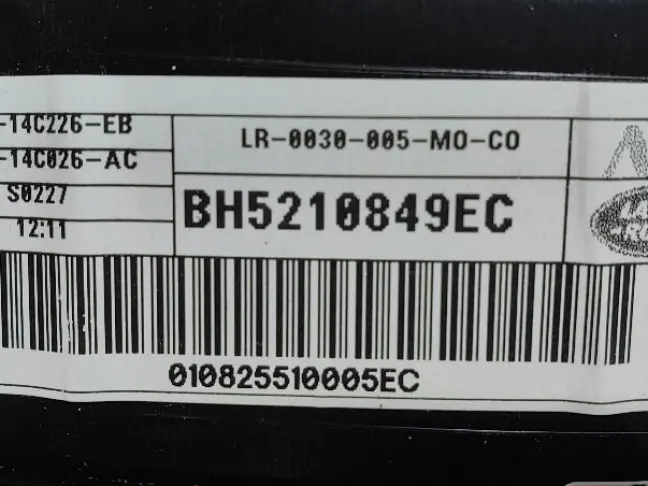 -14C226-EB
-14C026-AC
S0227
12:11
LR-0030-005-MO-CO
BH5210849EC
010825510005EC